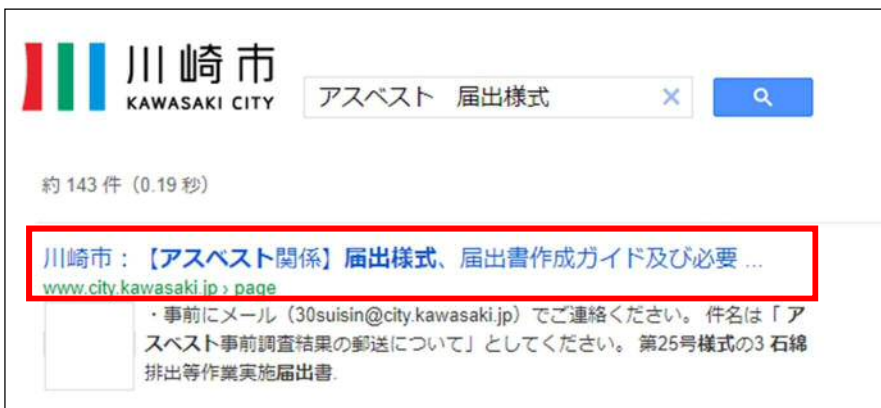 川崎市
KAWASAKI CITY
アスベスト　届出様式
約 143 件（0.19 秒）
川崎市：【アスベスト関係】届出様式、届出書作成ガイド及び必要 ...
www.city.kawasaki.jp › page
・事前にメール（30suisin@city.kawasaki.jp）でご連絡ください。 件名は「 ア
スベスト事前調査結果の郵送について」としてください。 第25号様式の3 石綿
排出等作業実施届出書.